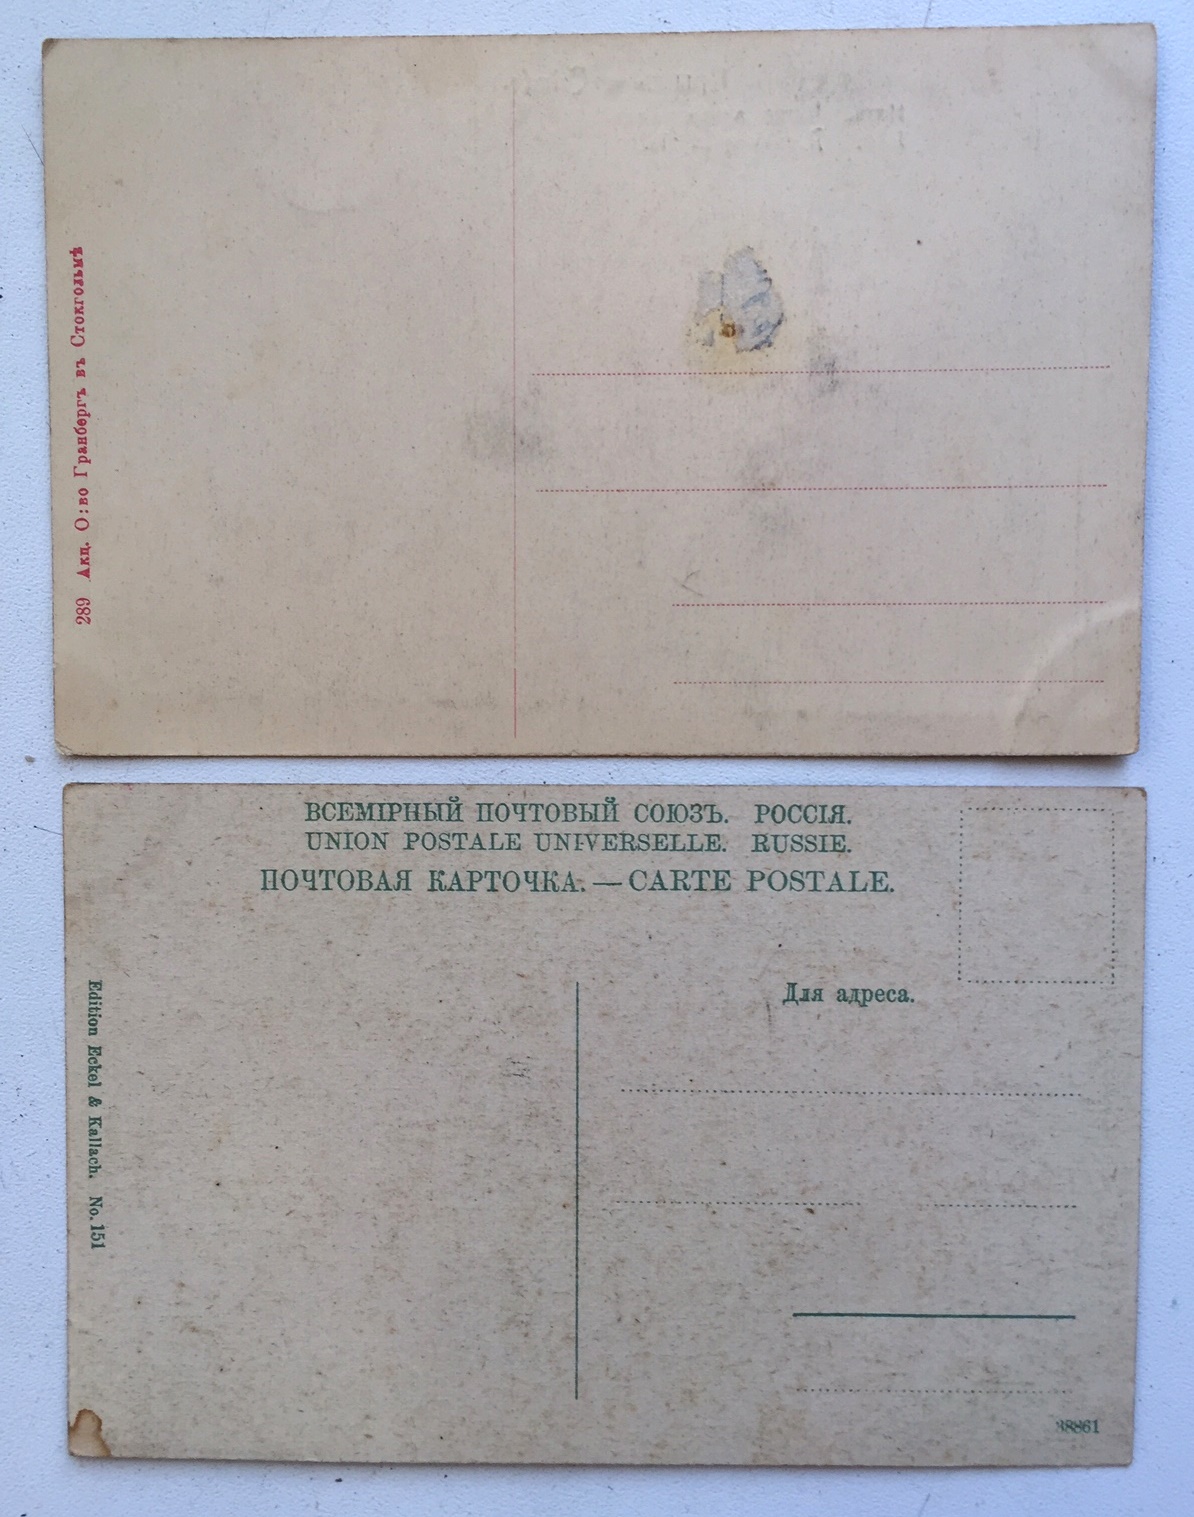 289 Акц. О:во Гранбергъ въ Стокгольмѣ
ВСЕМІРНЫЙ ПОЧТОВЫЙ СОЮЗЪ. РОССІЯ.
UNION POSTALE UNIVERSELLE. RUSSIE.
ПОЧТОВАЯ КАРТОЧКА. — CARTE POSTALE.
Для адреса.
Edition Eckel & Kallach. No. 151
38861